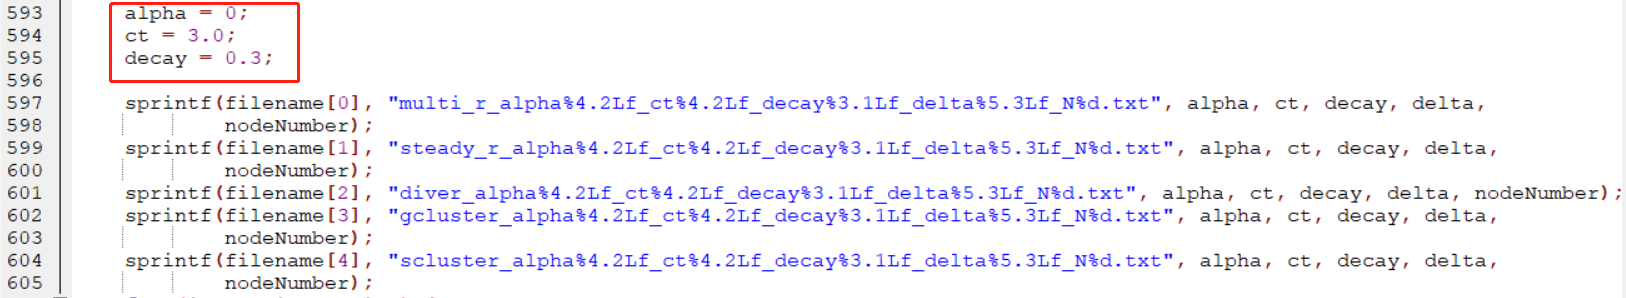 593 alpha = 0;
594 ct = 3.0;
595 decay = 0.3;
596
597 sprintf(filename[0], "multi_r_alpha%4.2Lf_ct%4.2Lf_decay%3.1Lf_delta%5.3Lf_N%d.txt", alpha, ct, decay, delta,
598 nodeNumber);
599 sprintf(filename[1], "steady_r_alpha%4.2Lf_ct%4.2Lf_decay%3.1Lf_delta%5.3Lf_N%d.txt", alpha, ct, decay, delta,
600 nodeNumber);
601 sprintf(filename[2], "diver_alpha%4.2Lf_ct%4.2Lf_decay%3.1Lf_delta%5.3Lf_N%d.txt", alpha, ct, decay, delta, nodeNumber);
602 sprintf(filename[3], "gcluster_alpha%4.2Lf_ct%4.2Lf_decay%3.1Lf_delta%5.3Lf_N%d.txt", alpha, ct, decay, delta,
603 nodeNumber);
604 sprintf(filename[4], "scluster_alpha%4.2Lf_ct%4.2Lf_decay%3.1Lf_delta%5.3Lf_N%d.txt", alpha, ct, decay, delta,
605 nodeNumber);